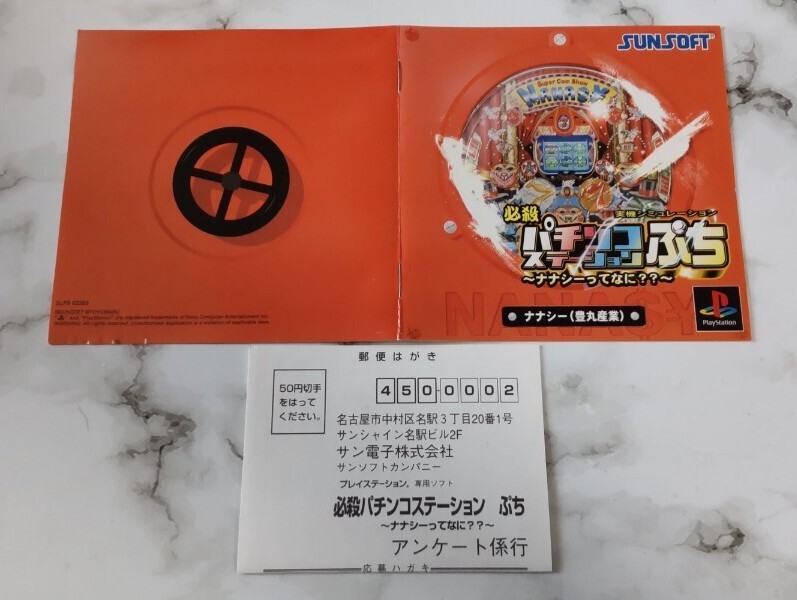 SUNSOFT
Super Coin Show
NANASY
必殺
実機シミュレーション
パチンコ
ステーション
ぷち
~ナナシーってなに??~
NANASY
ナナシー(豊丸産業)
PlayStation
郵便はがき
50円切手
をはって
ください。
4500002
名古屋市中村区名駅3丁目20番1号
サンシャイン名駅ビル2F
サン電子株式会社
サンソフトカンパニー
プレイステーション® 専用ソフト
必殺パチンコステーション ぷち
~ナナシーってなに??~
アンケート係行
応募ハガキ